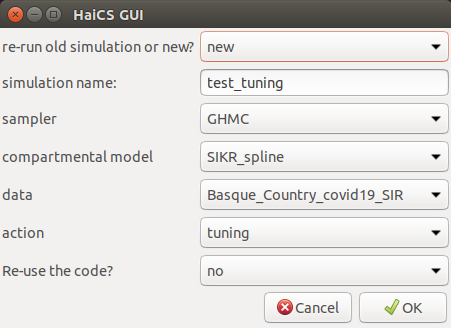 HaiCS GUI
re-run old simulation or new? new
simulation name: test_tuning
sampler GHMC
compartmental model SIKR_spline
data Basque_Country_covid19_SIR
action tuning
Re-use the code? no
Cancel OK